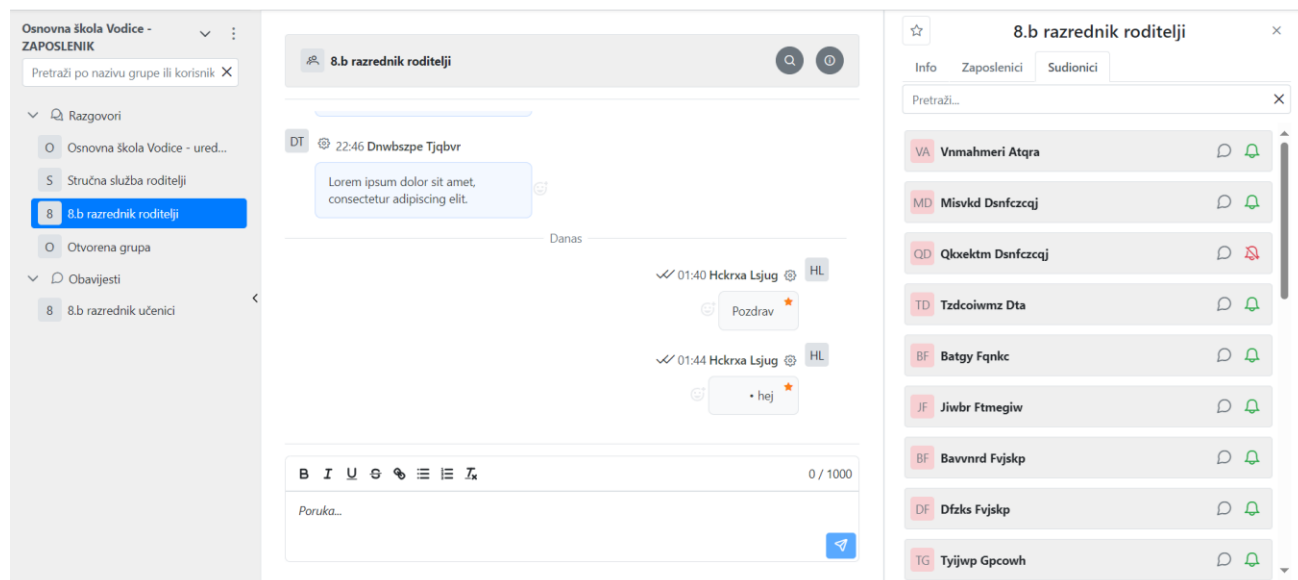 Osnovna škola Vodice -
ZAPOSLENIK
Pretraži po nazivu grupe ili korisnik
Razgovori
O Osnovna škola Vodice - ured...
S Stručna služba roditelji
8 8.b razrednik roditelji
O Otvorena grupa
Obavijesti
8 8.b razrednik učenici
8.b razrednik roditelji
DT 22:46 Dnwbszpe Tjqbvr
Lorem ipsum dolor sit amet,
consectetur adipiscing elit.
Danas
01:40 Hckrxa Lsjug HL
Pozdrav
01:44 Hckrxa Lsjug HL
• hej
B I U S Tx 0 / 1000
Poruka...
8.b razrednik roditelji
Info Zaposlenici Sudionici
Pretraži...
VA Vnmahmeri Atqra
MD Misvkd Dsnfczcqj
QD Qkxektm Dsnfczcqj
TD Tzdcoiwmz Dta
BF Batgy Fqnkc
JF Jiwbr Ftmegiw
BF Bavvnrd Fvjskp
DF Dfzks Fvjskp
TG Tyijwp Gpcowh